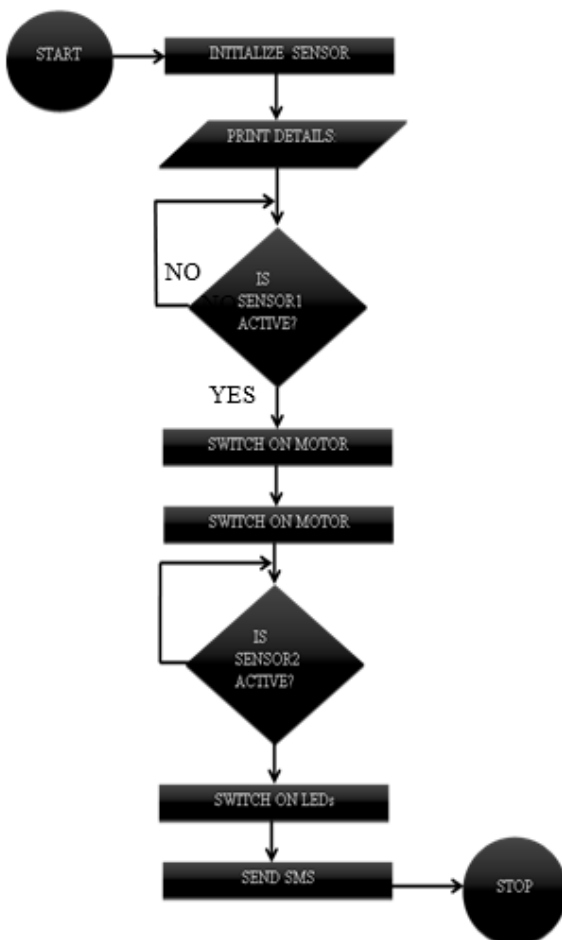 START
INITIALIZE SENSOR
PRINT DETAILS:
NO
NO
IS
SENSOR1
ACTIVE?
YES
SWITCH ON MOTOR
SWITCH ON MOTOR
IS
SENSOR2
ACTIVE?
SWITCH ON LEDs
SEND SMS
STOP